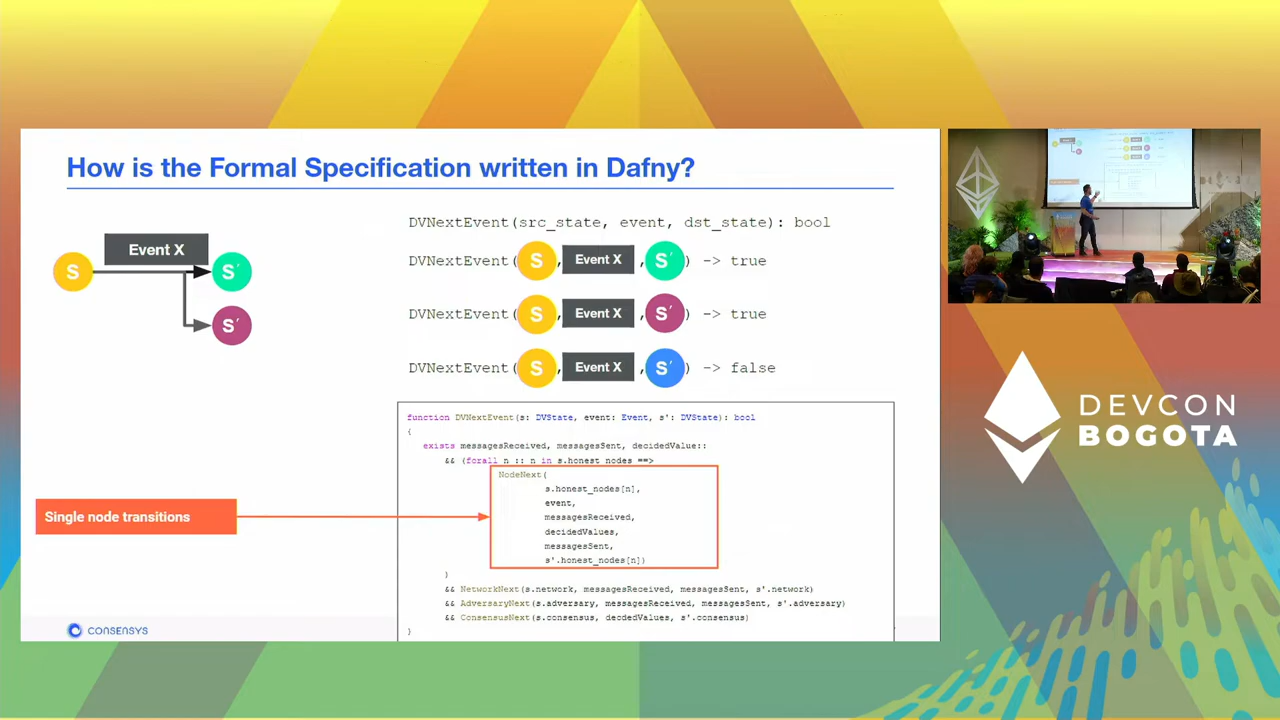 How is the Formal Specification written in Dafny?
Event X
S
S´
S´
DVNextEvent(src_state, event, dst_state): bool
DVNextEvent( S , Event X , S´ ) -> true
DVNextEvent( S , Event X , S´ ) -> true
DVNextEvent( S , Event X , S´ ) -> false
function DVNextEvent(s: DVState, event: Event, s': DVState): bool
{
exists messagesReceived, messagesSent, decidedValue::
&& (forall n :: n in s.honest_nodes ==>
NodeNext(
s.honest_nodes[n],
event,
messagesReceived,
decidedValues,
messagesSent,
s'.honest_nodes[n])
)
&& NetworkNext(s.network, messagesReceived, messagesSent, s'.network)
&& AdversaryNext(s.adversary, messagesReceived, messagesSent, s'.adversary)
&& ConsensusNext(s.consensus, decdedValues, s'.consensus)
}
Single node transitions
CONSENSYS
DEVCON
BOGOTA